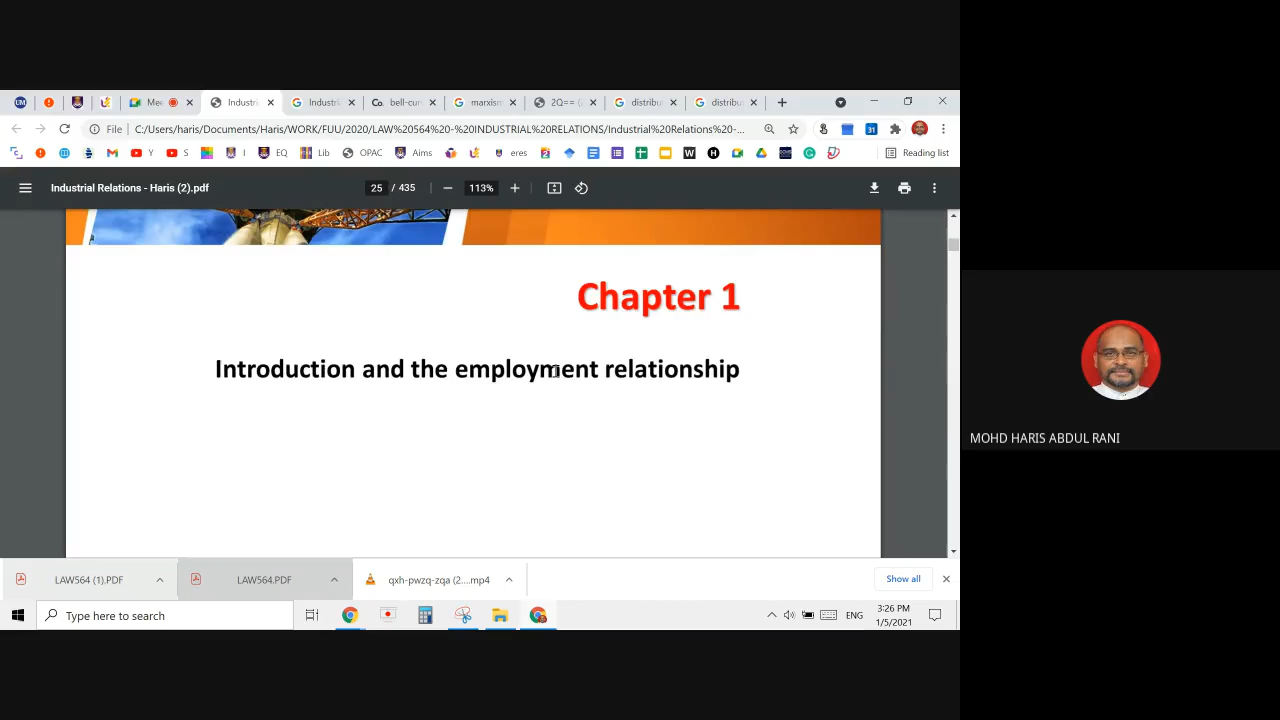 Mee
Industri
Industri
Co. bell-cur
marxism
2Q== (
distribu
distribu
File
C:/Users/haris/Documents/Haris/WORK/FUU/2020/LAW%20564%20-%20INDUSTRIAL%20RELATIONS/Industrial%20Relations%20-...
Y
S
I
EQ
Lib
OPAC
Aims
eres
Reading list
Industrial Relations - Haris (2).pdf
25 / 435
113%
Chapter 1
Introduction and the employment relationship
MOHD HARIS ABDUL RANI
LAW564 (1).PDF
LAW564.PDF
qxh-pwzq-zqa (2....mp4
Show all
Type here to search
ENG
3:26 PM
1/5/2021